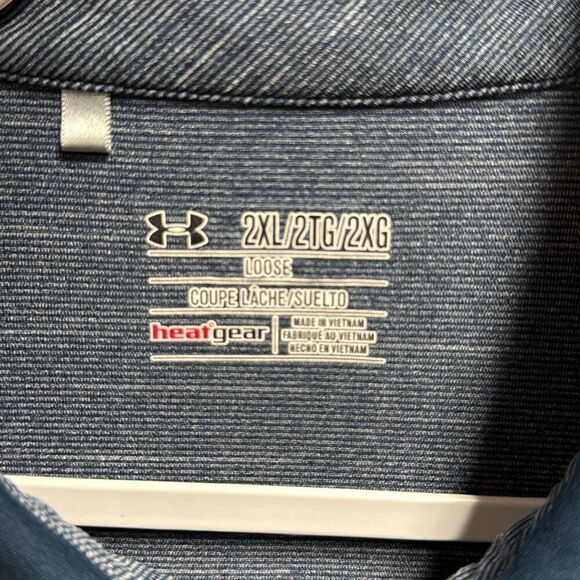 2XL/2TG/2XG
LOOSE
COUPE LÂCHE/SUELTO
heatgear
MADE IN VIETNAM
FABRIQUÉ AU VIETNAM
HECHO EN VIETNAM